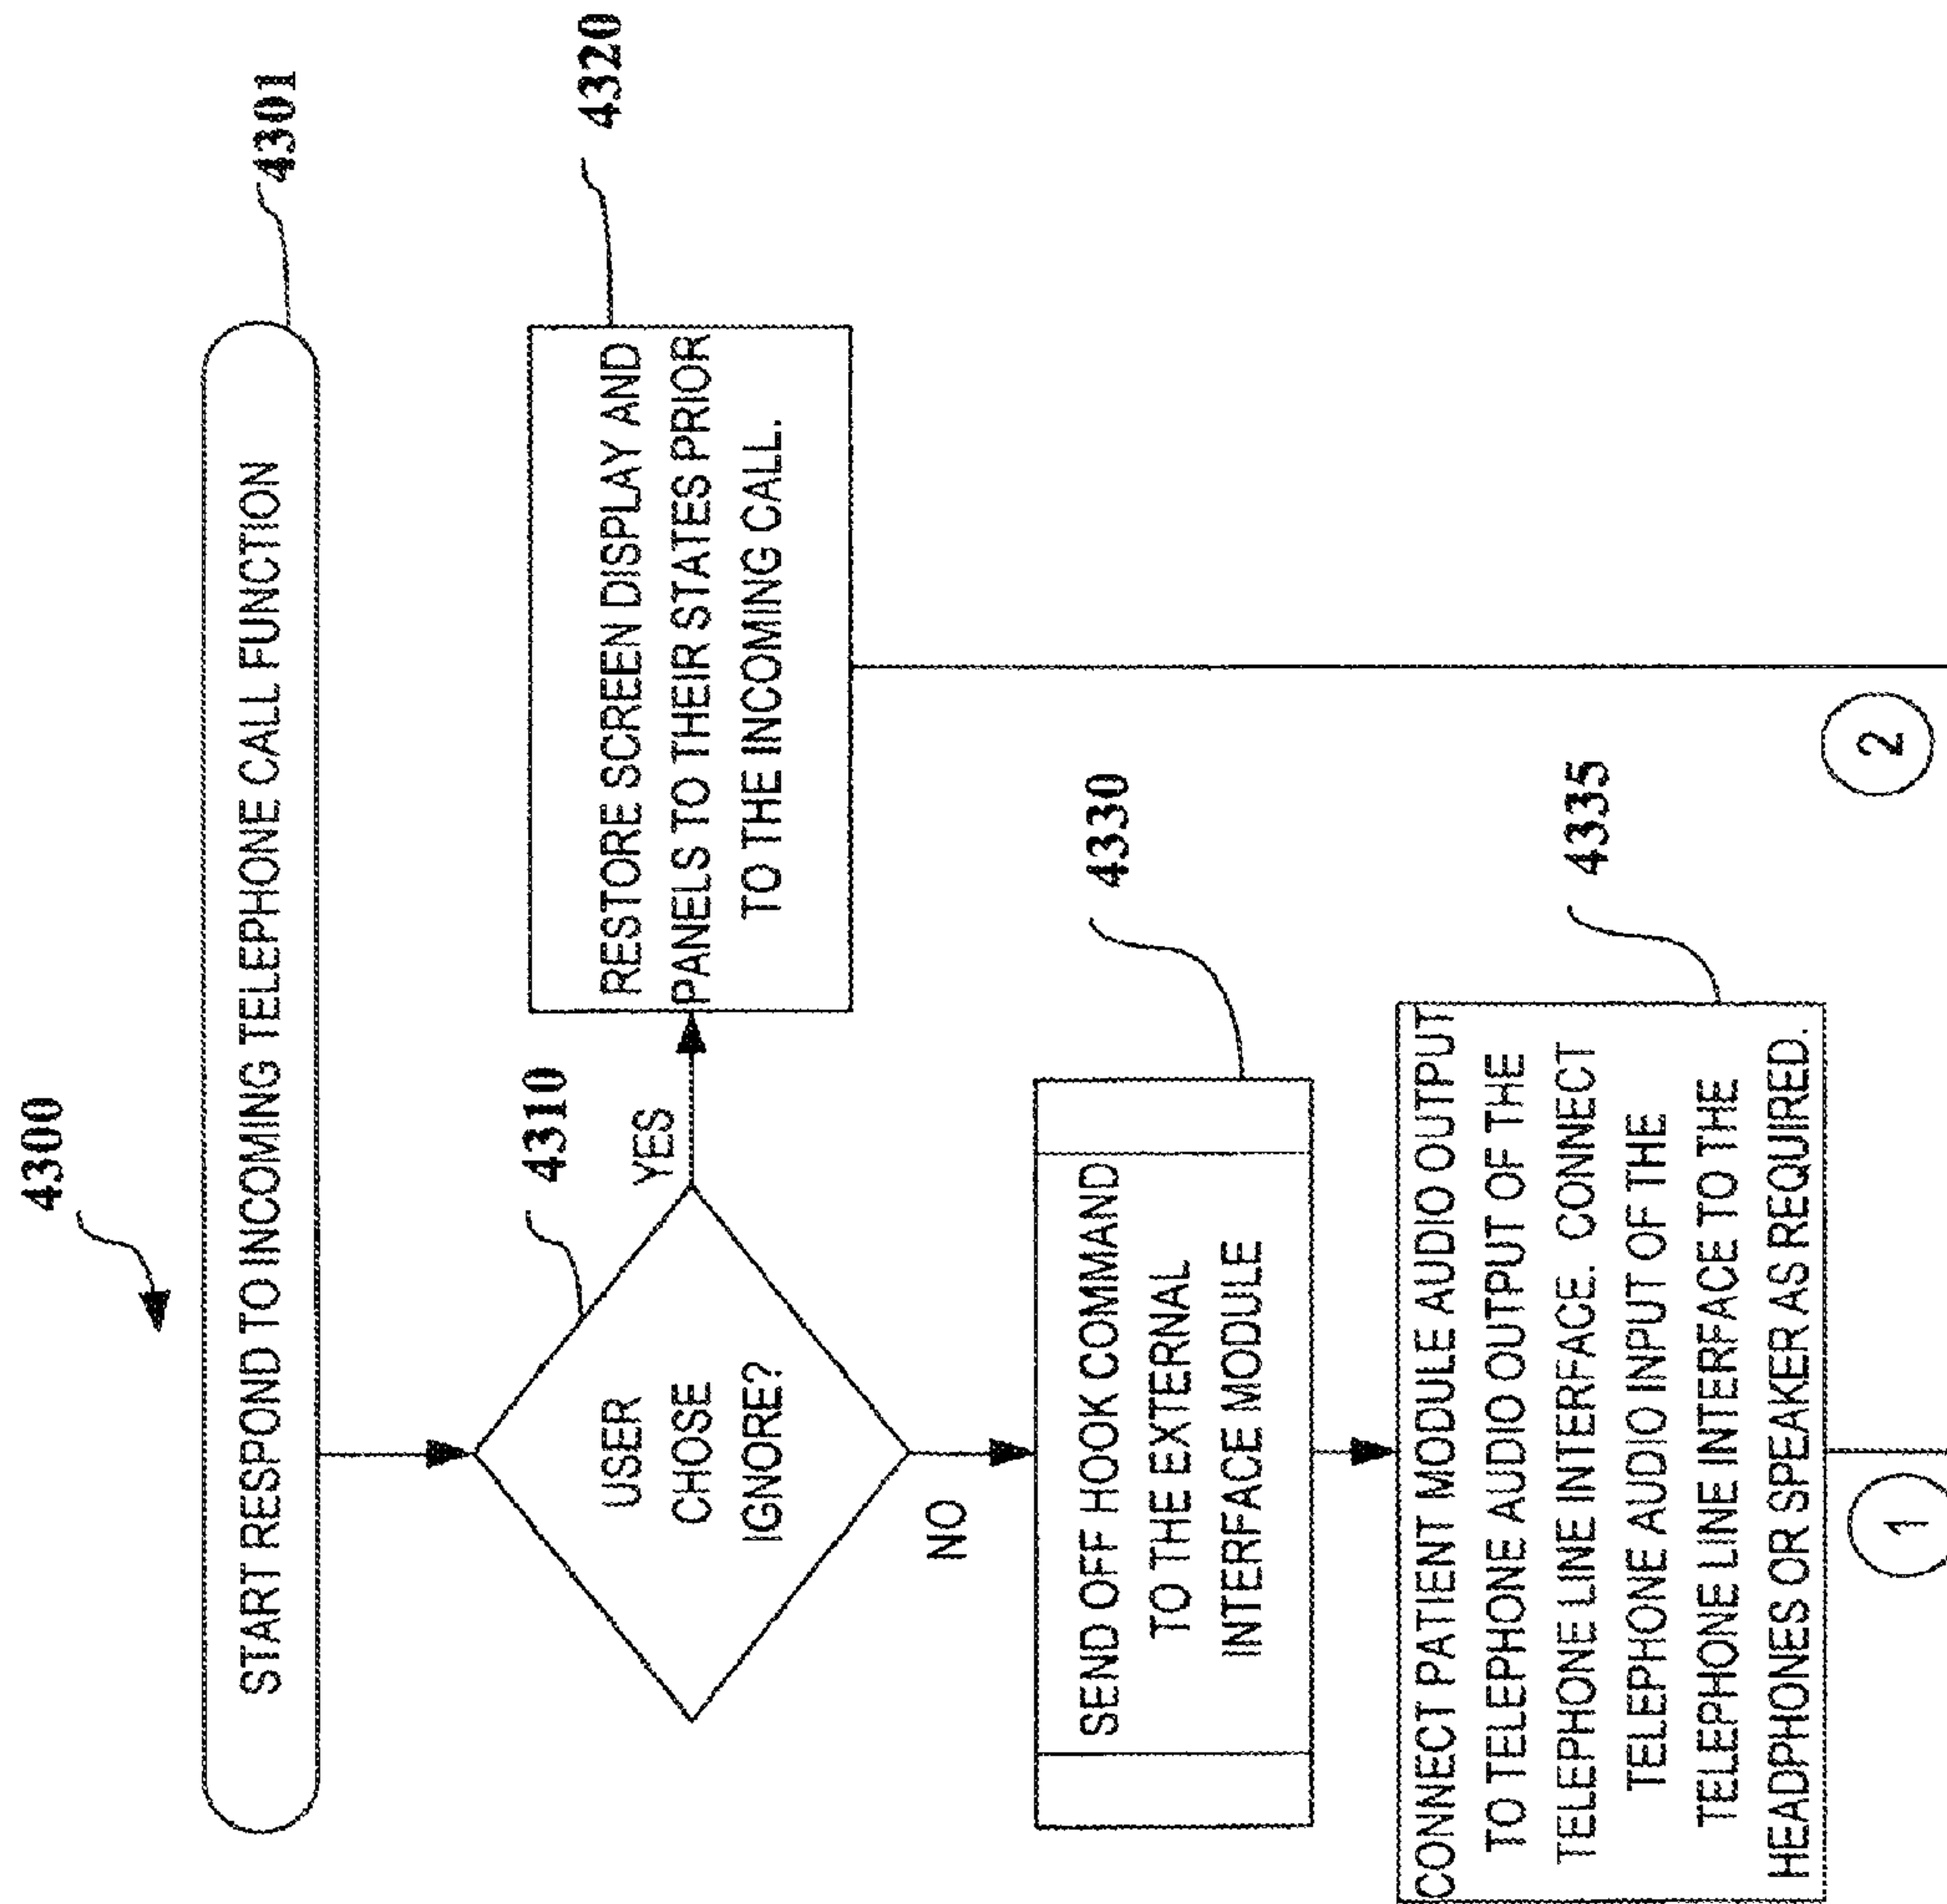 4300
START RESPOND TO INCOMING TELEPHONE CALL FUNCTION
4301
4310
USER
CHOSE
IGNORE?
YES
4320
RESTORE SCREEN DISPLAY AND
PANELS TO THEIR STATES PRIOR
TO THE INCOMING CALL.
NO
4330
SEND OFF HOOK COMMAND
TO THE EXTERNAL
INTERFACE MODULE
4335
CONNECT PATIENT MODULE AUDIO OUTPUT
TO TELEPHONE AUDIO OUTPUT OF THE
TELEPHONE LINE INTERFACE. CONNECT
TELEPHONE AUDIO INPUT OF THE
TELEPHONE LINE INTERFACE TO THE
HEADPHONES OR SPEAKER AS REQUIRED.
1
2